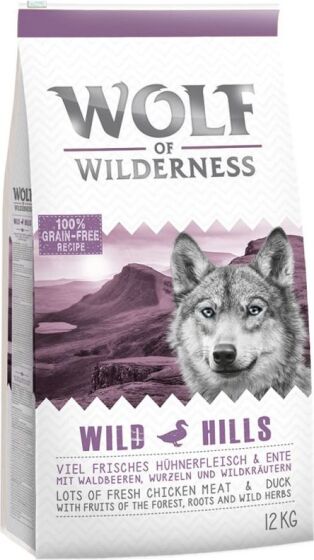 WOLF
OF
WILDERNESS
100%
GRAIN-FREE
RECIPE
WILD HILLS
VIEL FRISCHES HÜHNERFLEISCH & ENTE
MIT WALDBEEREN, WURZELN UND WILDKRÄUTERN
LOTS OF FRESH CHICKEN MEAT & DUCK
WITH FRUITS OF THE FOREST, ROOTS AND WILD HERBS
12 KG